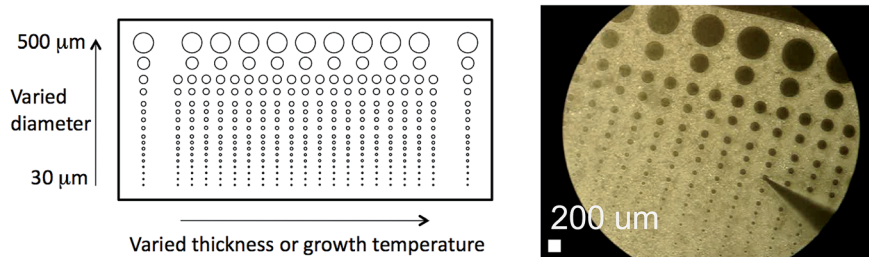 500 μm
Varied
diameter
30 μm
Varied thickness or growth temperature
200 um